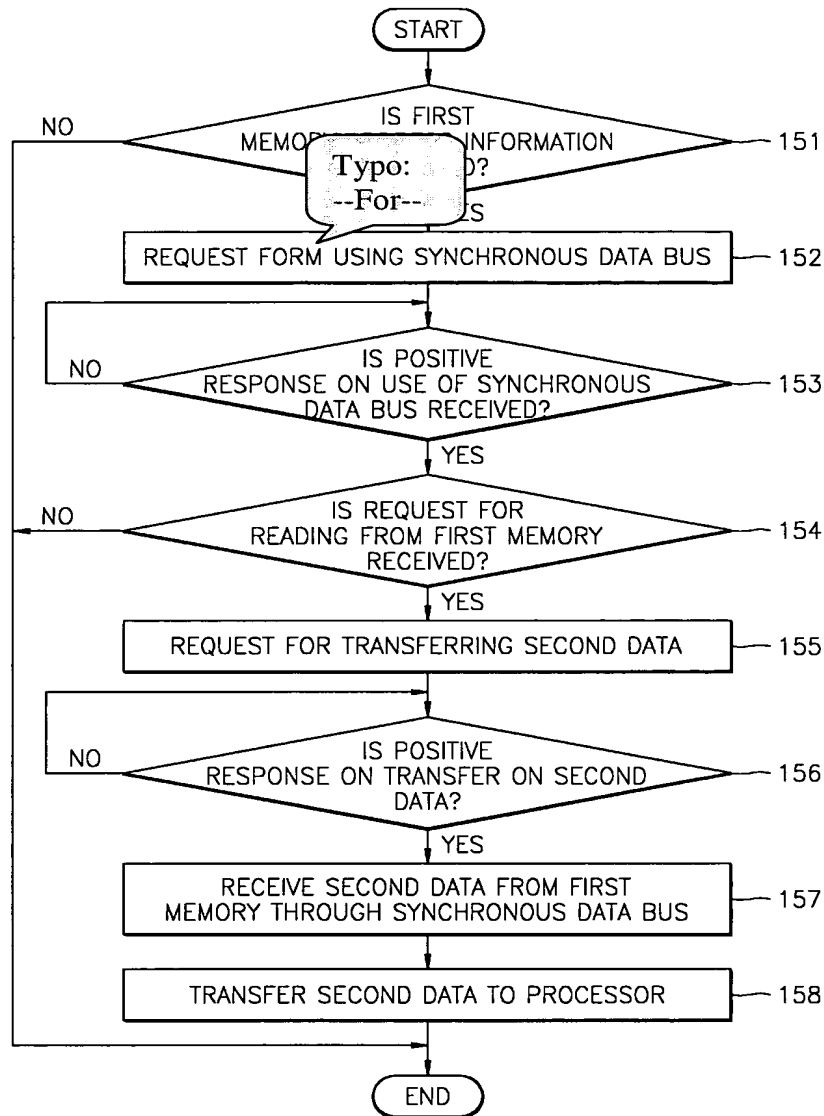 START
IS FIRST
NO
MEMORY INFORMATION
151
Typo:
--For--
REQUEST FORM USING SYNCHRONOUS DATA BUS
152
IS POSITIVE
NO
RESPONSE ON USE OF SYNCHRONOUS
153
DATA BUS RECEIVED?
YES
IS REQUEST FOR
NO
READING FROM FIRST MEMORY
154
RECEIVED?
YES
REQUEST FOR TRANSFERRING SECOND DATA
155
IS POSITIVE
NO
RESPONSE ON TRANSFER ON SECOND
156
DATA?
YES
RECEIVE SECOND DATA FROM FIRST
MEMORY THROUGH SYNCHRONOUS DATA BUS
157
TRANSFER SECOND DATA TO PROCESSOR
158
END